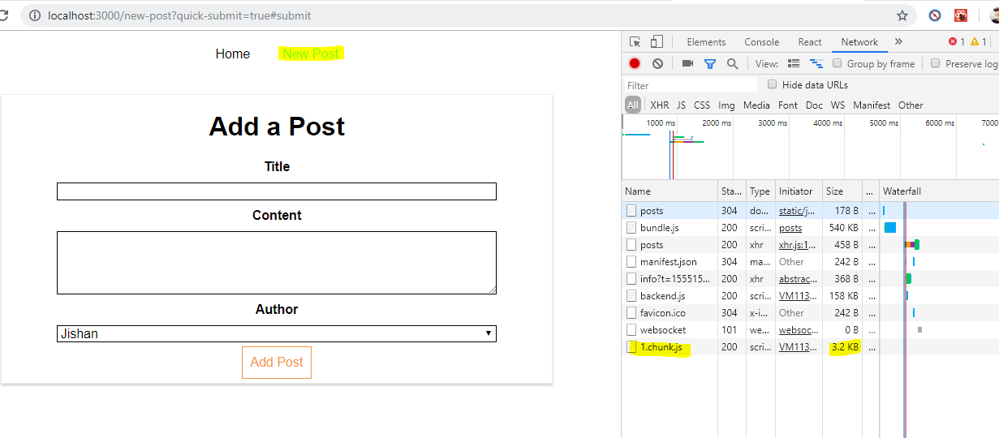 localhost:3000/new-post?quick-submit=true#submit
Home New Post
Add a Post
Title
Content
Author
Jishan
Add Post
Elements Console React Network » 1 1
View: Group by frame Preserve log
Filter Hide data URLs
All XHR JS CSS Img Media Font Doc WS Manifest Other
1000 ms 2000 ms 3000 ms 4000 ms 5000 ms 6000 ms 7000
Name Sta... Type Initiator Size ... Waterfall
posts 304 do... static/j... 178 B ...
bundle.js 200 scri... posts 540 KB ...
posts 200 xhr xhr.js:1... 458 B ...
manifest.json 304 ma... Other 242 B ...
info?t=155515... 200 xhr abstrac... 368 B ...
backend.js 200 scri... VM113... 158 KB ...
favicon.ico 304 x-i... Other 242 B ...
websocket 101 we... websoc... 0 B ...
1.chunk.js 200 scri... VM113... 3.2 KB ...